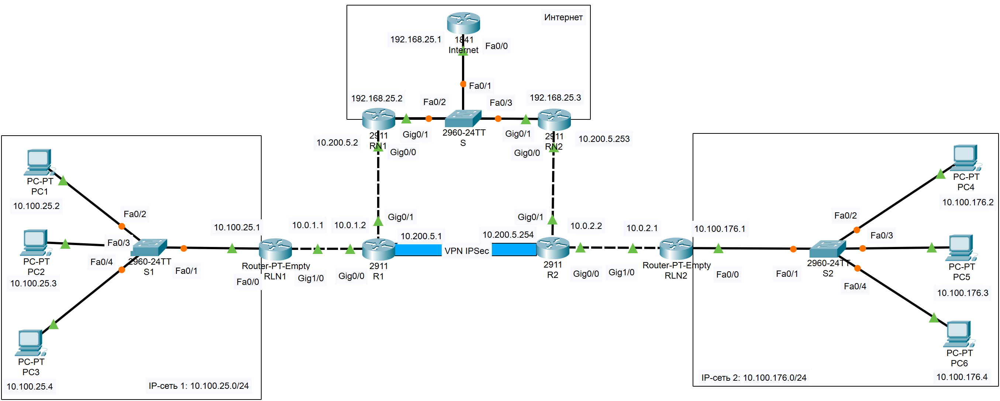 Интернет
192.168.25.1
1841
Internet
Fa0/0
Fa0/1
192.168.25.2
Fa0/2
Fa0/3
192.168.25.3
2911
RN1
Gig0/1
2960-24TT
S
Gig0/1
2911
RN2
10.200.5.2
Gig0/0
Gig0/0
10.200.5.253
PC-PT
PC1
10.100.25.2
Fa0/2
PC-PT
PC2
10.100.25.3
Fa0/3
Fa0/4
2960-24TT
S1
Fa0/1
PC-PT
PC3
10.100.25.4
IP-сеть 1: 10.100.25.0/24
10.100.25.1
Router-PT-Empty
RLN1
Fa0/0
10.0.1.1
Gig1/0
10.0.1.2
Gig0/0
Gig0/1
2911
R1
10.200.5.1
VPN IPSec
10.200.5.254
Gig0/1
2911
R2
10.0.2.2
Gig0/0
10.0.2.1
Gig1/0
Router-PT-Empty
RLN2
10.100.176.1
Fa0/0
Fa0/1
2960-24TT
S2
Fa0/2
Fa0/3
Fa0/4
PC-PT
PC4
10.100.176.2
PC-PT
PC5
10.100.176.3
PC-PT
PC6
10.100.176.4
IP-сеть 2: 10.100.176.0/24